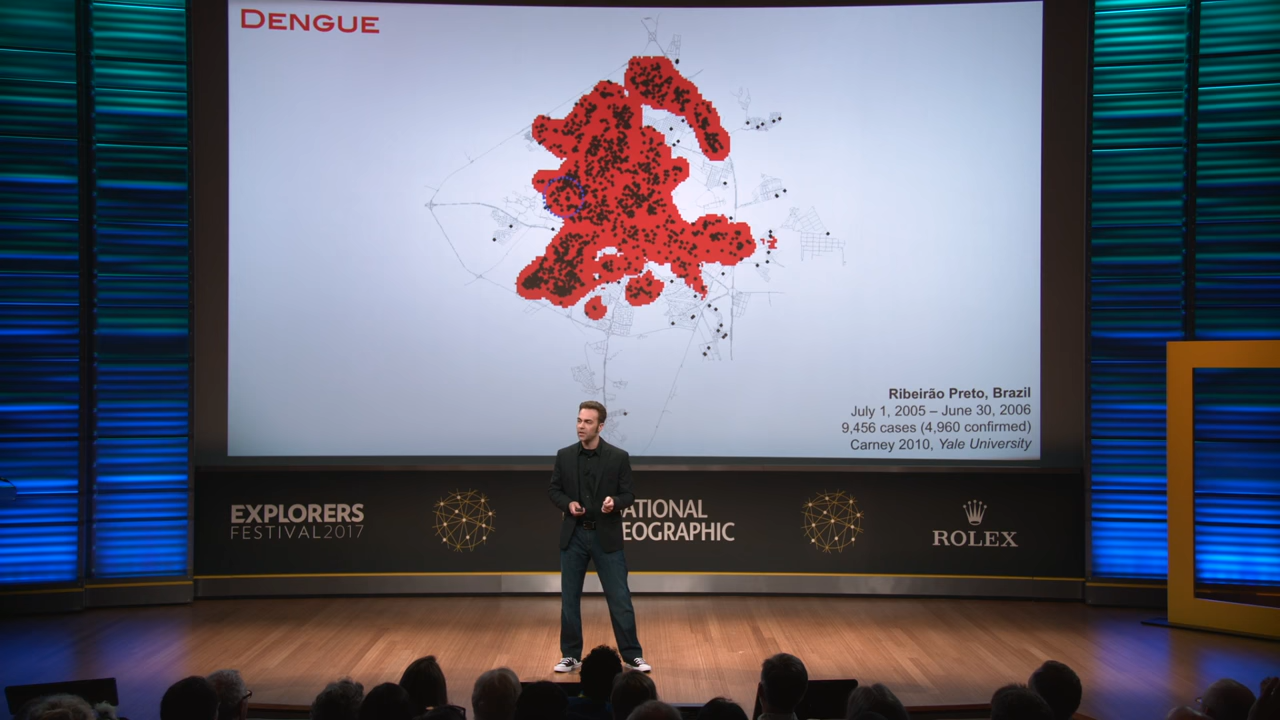 DENGUE
Ribeirão Preto, Brazil
July 1, 2005 – June 30, 2006
9,456 cases (4,960 confirmed)
Carney 2010, Yale University
EXPLORERS
FESTIVAL2017
ATIONAL
EOGRAPHIC
ROLEX